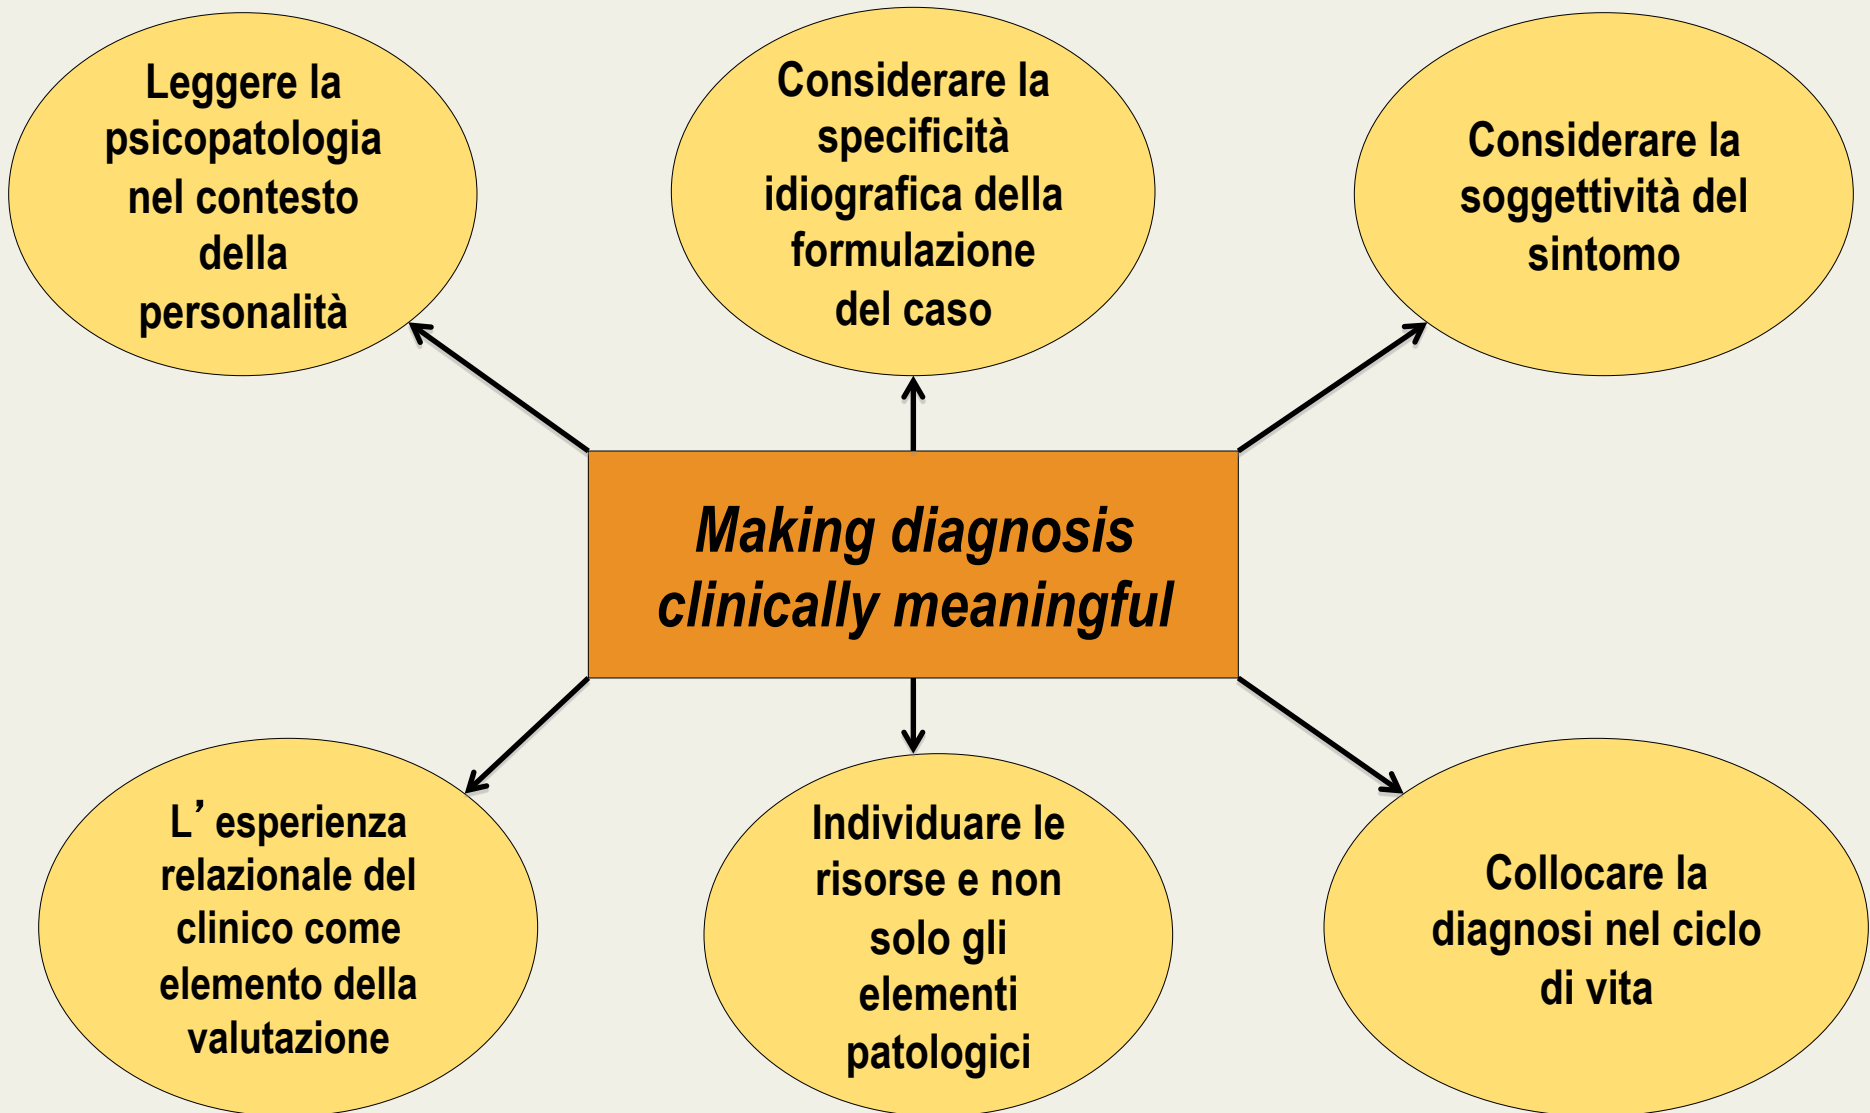 Leggere la
psicopatologia
nel contesto
della
personalità
Considerare la
specificità
idiografica della
formulazione
del caso
Considerare la
soggettività del
sintomo
Making diagnosis
clinically meaningful
L’ esperienza
relazionale del
clinico come
elemento della
valutazione
Individuare le
risorse e non
solo gli
elementi
patologici
Collocare la
diagnosi nel ciclo
di vita